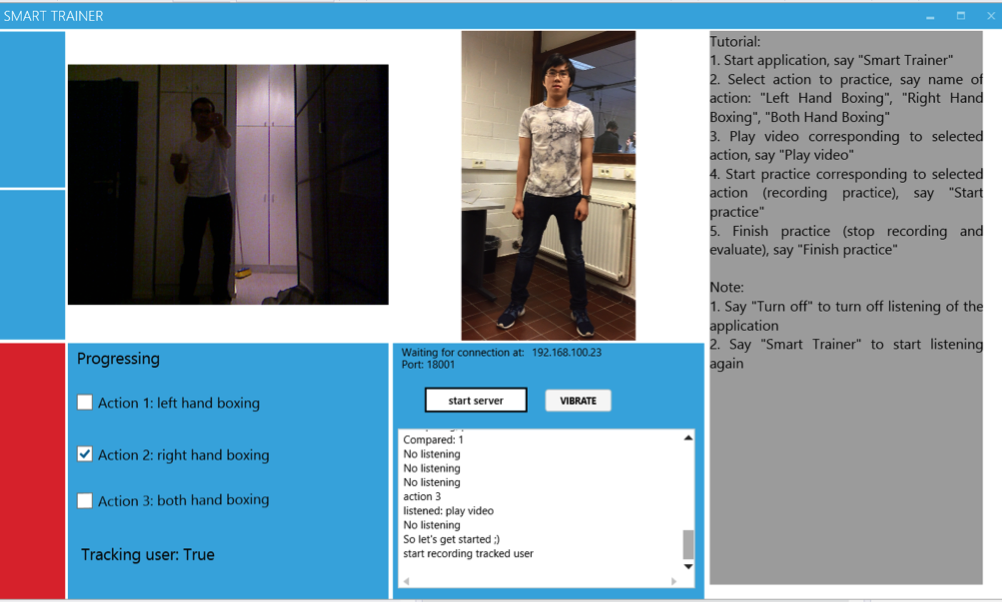 SMART TRAINER
Progressing
Action 1: left hand boxing
Action 2: right hand boxing
Action 3: both hand boxing
Tracking user: True
Waiting for connection at: 192.168.100.23
Port: 18001
start server
VIBRATE
Compared: 1
No listening
No listening
No listening
action 3
listened: play video
No listening
So let's get started ;)
start recording tracked user
Tutorial:
1. Start application, say "Smart Trainer"
2. Select action to practice, say name of
action: "Left Hand Boxing", "Right Hand
Boxing", "Both Hand Boxing"
3. Play video corresponding to selected
action, say "Play video"
4. Start practice corresponding to selected
action (recording practice), say "Start
practice"
5. Finish practice (stop recording and
evaluate), say "Finish practice"
Note:
1. Say "Turn off" to turn off listening of the
application
2. Say "Smart Trainer" to start listening
again